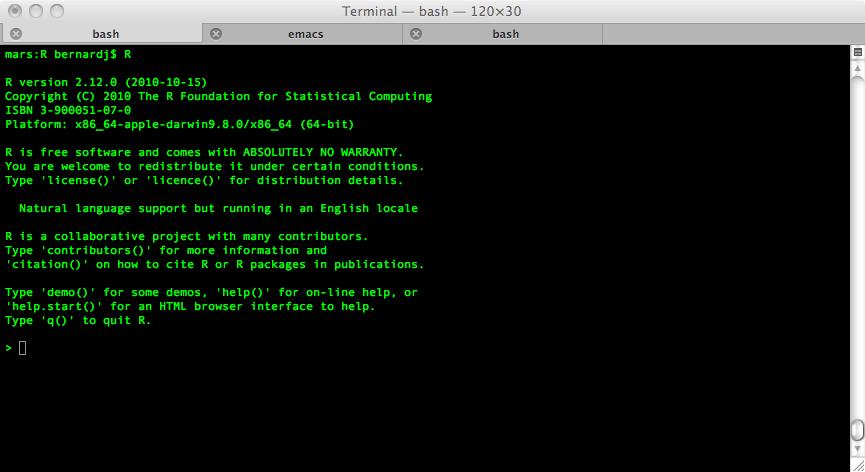 Terminal — bash — 120×30
bash
emacs
bash
mars:R bernardj$ R
R version 2.12.0 (2010-10-15)
Copyright (C) 2010 The R Foundation for Statistical Computing
ISBN 3-900051-07-0
Platform: x86_64-apple-darwin9.8.0/x86_64 (64-bit)
R is free software and comes with ABSOLUTELY NO WARRANTY.
You are welcome to redistribute it under certain conditions.
Type 'license()' or 'licence()' for distribution details.
Natural language support but running in an English locale
R is a collaborative project with many contributors.
Type 'contributors()' for more information and
'citation()' on how to cite R or R packages in publications.
Type 'demo()' for some demos, 'help()' for on-line help, or
'help.start()' for an HTML browser interface to help.
Type 'q()' to quit R.
>